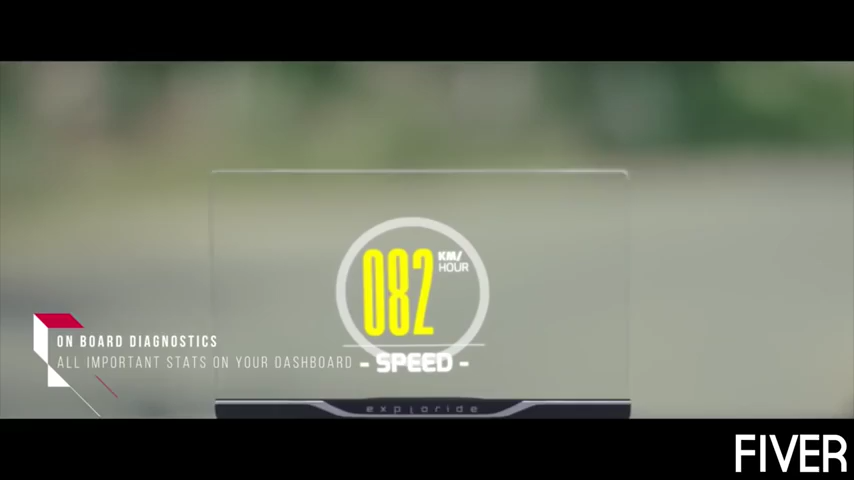 082
KM/
HOUR
- SPEED -
ON BOARD DIAGNOSTICS
ALL IMPORTANT STATS ON YOUR DASHBOARD
exploride
FIVER